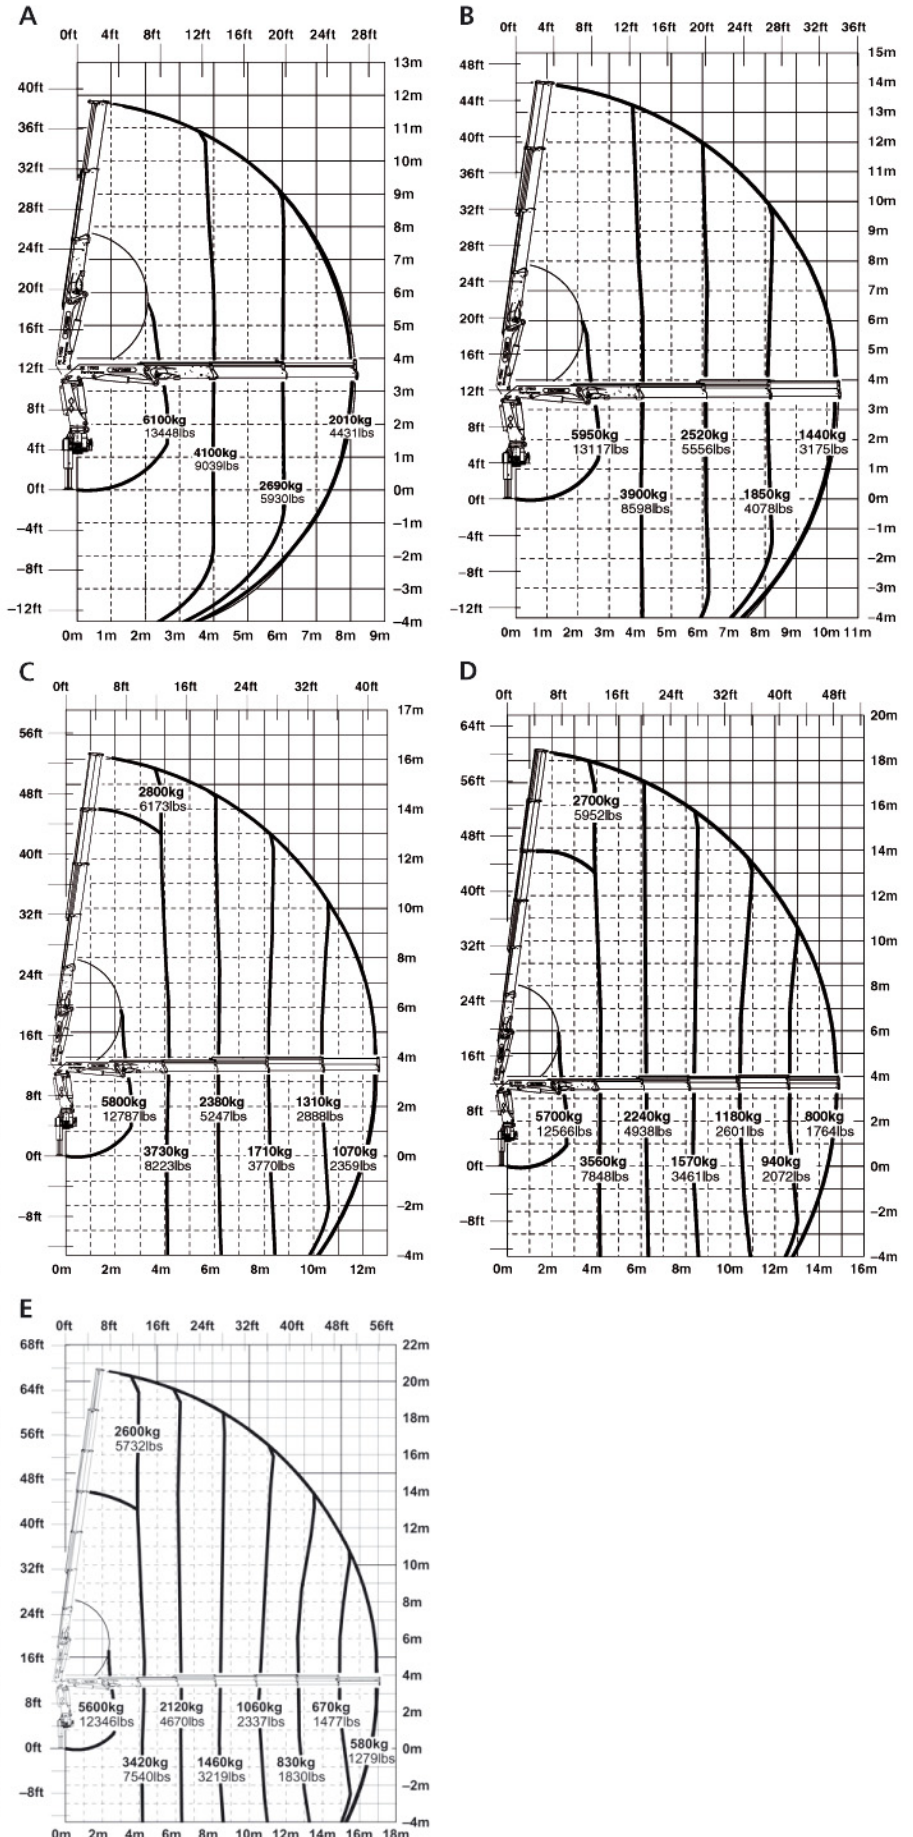 A
0ft 4ft 8ft 12ft 16ft 20ft 24ft 28ft
13m
40ft 12m
36ft 11m
10m
32ft
9m
28ft
8m
24ft
7m
20ft 6m
16ft 5m
4m
12ft
3m
8ft
6100kg 2010kg
2m
13448lbs 4431lbs
4ft 4100kg
1m
9039lbs
0ft 2690kg 0m
5930lbs
–4ft –1m
–2m
–8ft
–3m
–12ft
–4m
0m 1m 2m 3m 4m 5m 6m 7m 8m 9m
B
0ft 4ft 8ft 12ft 16ft 20ft 24ft 28ft 32ft 36ft
15m
48ft
14m
44ft
13m
40ft 12m
11m
36ft
10m
32ft
9m
28ft
8m
24ft
7m
20ft 6m
16ft 5m
4m
12ft
3m
8ft 5950kg 2520kg 1440kg 2m
13117lbs 5556lbs 3175lbs
4ft 1m
0ft 3900kg 1850kg 0m
8598lbs 4078lbs
–4ft –1m
–2m
–8ft
–3m
–12ft
–4m
0m 1m 2m 3m 4m 5m 6m 7m 8m 9m 10m 11m
C
0ft 8ft 16ft 24ft 32ft 40ft
17m
56ft
16m
48ft 2800kg
6173lbs
14m
40ft 12m
32ft 10m
24ft 8m
6m
16ft
4m
8ft 5800kg 2380kg 1310kg 2m
12787lbs 5247lbs 2888lbs
0ft 3730kg 1710kg 1070kg 0m
8223lbs 3770lbs 2359lbs
–2m
–8ft
–4m
0m 2m 4m 6m 8m 10m 12m
D
0ft 8ft 16ft 24ft 32ft 40ft 48ft
20m
64ft
18m
56ft
2700kg 16m
5952lbs
48ft
14m
40ft 12m
32ft 10m
24ft 8m
6m
16ft
4m
8ft 5700kg 2240kg 1180kg 800kg 2m
12566lbs 4938lbs 2601lbs 1764lbs
0ft 3560kg 1570kg 940kg 0m
7848lbs 3461lbs 2072lbs
–8ft –2m
–4m
0m 2m 4m 6m 8m 10m 12m 14m 16m
E
0ft 8ft 16ft 24ft 32ft 40ft 48ft 56ft
68ft 22m
64ft 20m
56ft 2600kg 18m
5732lbs
16m
48ft
14m
40ft
12m
32ft 10m
24ft 8m
6m
16ft
4m
8ft 5600kg 2120kg 1060kg 670kg 2m
12346lbs 4670lbs 2337lbs 1477lbs
0ft 580kg 0m
3420kg 1460kg 830kg 1279lbs
7540lbs 3219lbs 1830lbs
–8ft –2m
–4m
0m 2m 4m 6m 8m 10m 12m 14m 16m 18m